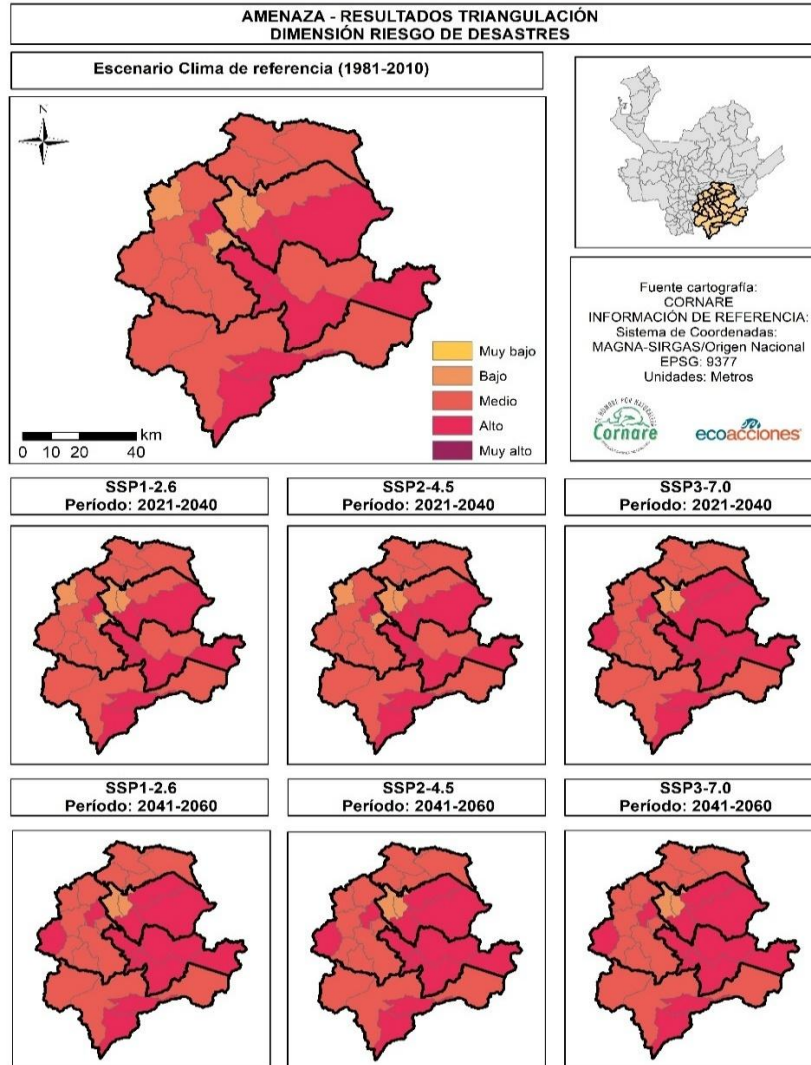 AMENAZA - RESULTADOS TRIANGULACIÓN
DIMENSIÓN RIESGO DE DESASTRES
Escenario Clima de referencia (1981-2010)
N
Muy bajo
Bajo
Medio
Alto
Muy alto
km
0 10 20 40
Fuente cartografía:
CORNARE
INFORMACIÓN DE REFERENCIA:
Sistema de Coordenadas:
MAGNA-SIRGAS/Origen Nacional
EPSG: 9377
Unidades: Metros
Cornare
ecoacciones
SSP1-2.6
Período: 2021-2040
SSP2-4.5
Período: 2021-2040
SSP3-7.0
Período: 2021-2040
SSP1-2.6
Período: 2041-2060
SSP2-4.5
Período: 2041-2060
SSP3-7.0
Período: 2041-2060